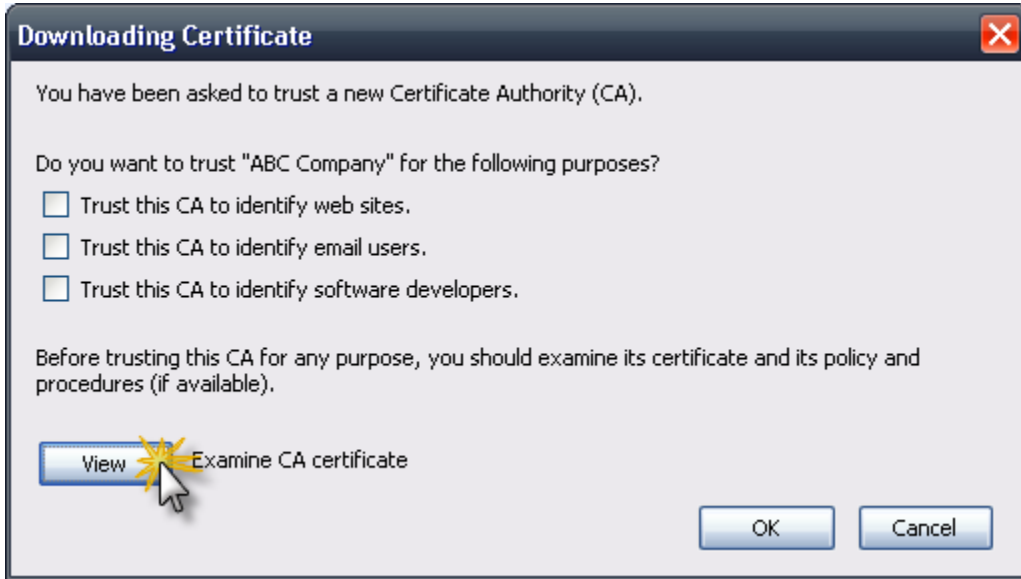 Downloading Certificate
You have been asked to trust a new Certificate Authority (CA).
Do you want to trust "ABC Company" for the following purposes?
Trust this CA to identify web sites.
Trust this CA to identify email users.
Trust this CA to identify software developers.
Before trusting this CA for any purpose, you should examine its certificate and its policy and
procedures (if available).
View Examine CA certificate
OK Cancel